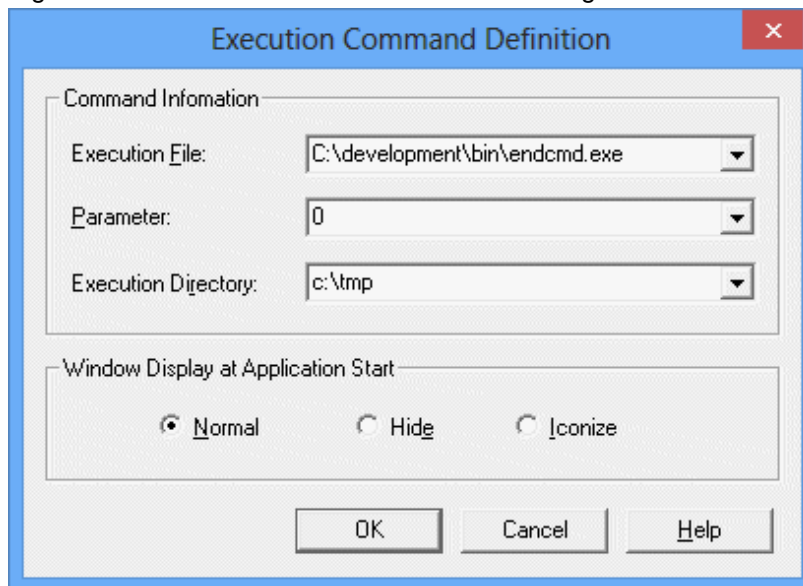 Execution Command Definition
Command Infomation
Execution File: C:\development\bin\endcmd.exe
Parameter: 0
Execution Directory: c:\tmp
Window Display at Application Start
Normal Hide Iconize
OK Cancel Help